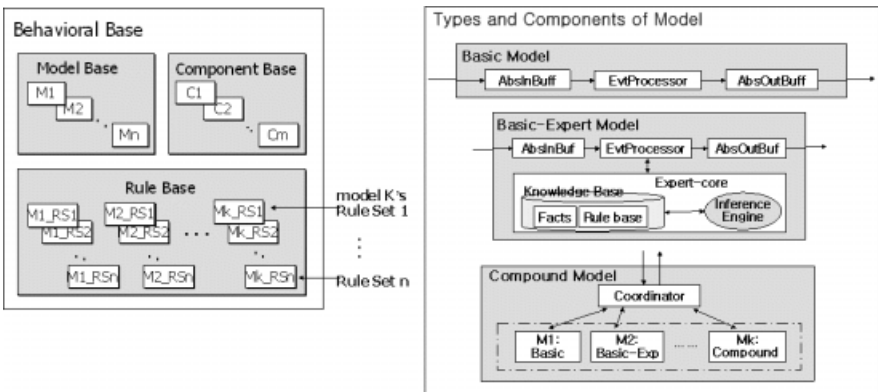 Behavioral Base
Model Base
M1
M2
Mn
Component Base
C1
C2
Cm
Rule Base
M1_RS1
M1_RS2
M1_RSn
M2_RS1
M2_RS2
M2_RSn
...
Mk_RS1
Mk_RS2
Mk_RSn
model K's
Rule Set 1
Rule Set n
Types and Components of Model
Basic Model
AbsInBuff
EvtProcessor
AbsOutBuff
Basic-Expert Model
AbsInBuf
EvtProcessor
AbsOutBuf
Expert-core
Knowledge Base
Facts
Rule base
Inference
Engine
Compound Model
Coordinator
M1:
Basic
M2:
Basic-Exp
......
Mk:
Compound